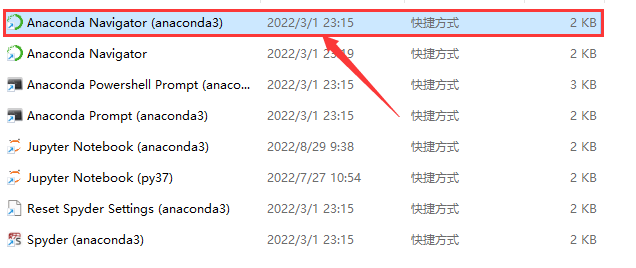 Anaconda Navigator (anaconda3) 2022/3/1 23:15 快捷方式 2 KB
Anaconda Navigator 2022/3/1 23:19 快捷方式 2 KB
Anaconda Powershell Prompt (anaco... 2022/3/1 23:15 快捷方式 3 KB
Anaconda Prompt (anaconda3) 2022/3/1 23:15 快捷方式 2 KB
Jupyter Notebook (anaconda3) 2022/8/29 9:38 快捷方式 2 KB
Jupyter Notebook (py37) 2022/7/27 10:54 快捷方式 2 KB
Reset Spyder Settings (anaconda3) 2022/3/1 23:15 快捷方式 2 KB
Spyder (anaconda3) 2022/3/1 23:15 快捷方式 2 KB